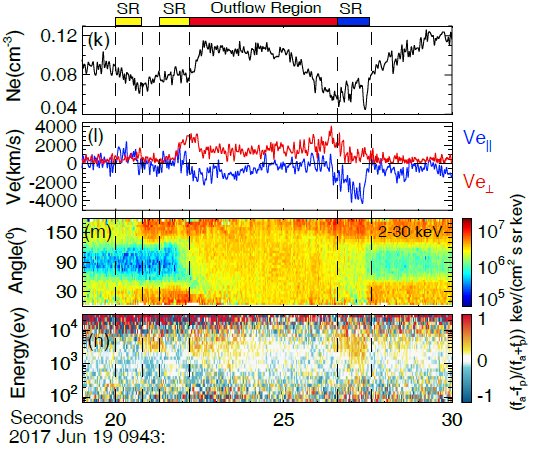 SR SR Outflow Region SR
0.12 (k)
Ne(cm-3) 0.08
0.04
4000 (l)
2000 Ve∥
Ve(km/s) 0
-2000 Ve⊥
-4000
150 (m) 2-30 keV 10⁷
Angle(⁰) 90 10⁶ keV/(cm² s sr kev)
30 10⁵
10⁴ (n) 1
Energy(ev) 10³ 0 (fa-fp)/(fa+fp))
10² -1
Seconds 20 25 30
2017 Jun 19 0943: